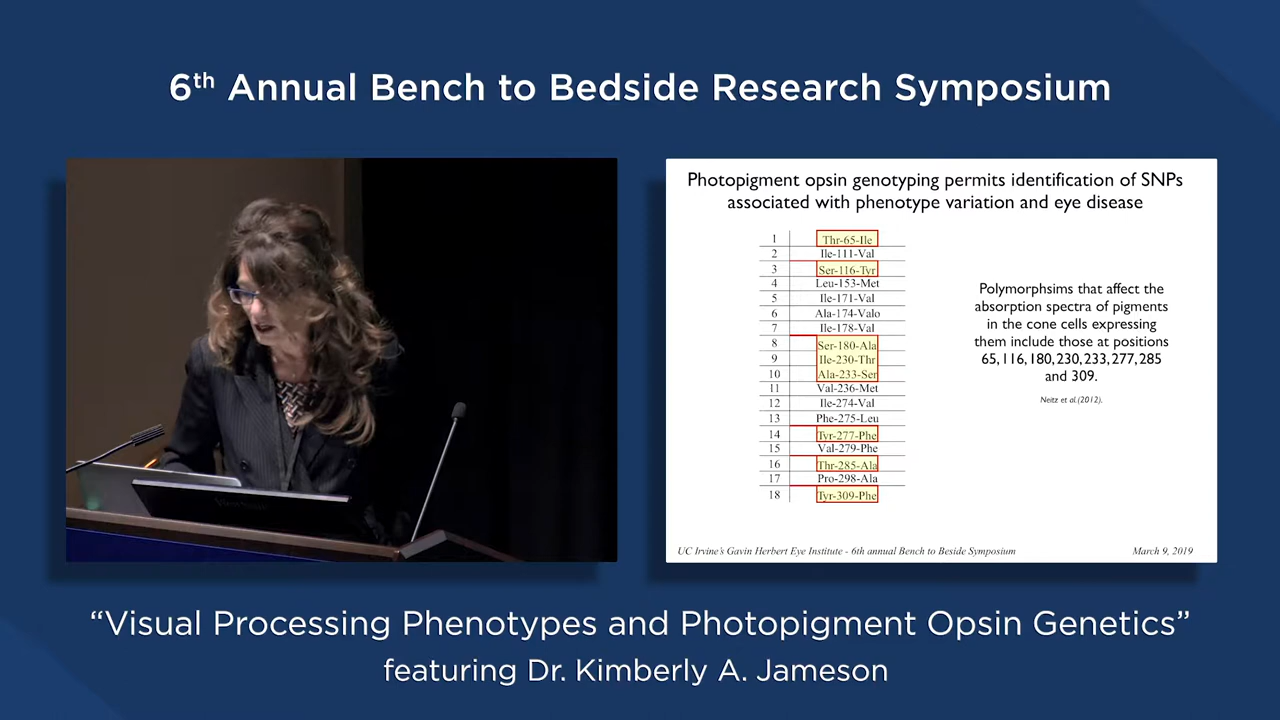 6th Annual Bench to Bedside Research Symposium
Photopigment opsin genotyping permits identification of SNPs
associated with phenotype variation and eye disease
1 Thr-65-Ile
2 Ile-111-Val
3 Ser-116-Tyr
4 Leu-153-Met
5 Ile-171-Val
6 Ala-174-Valo
7 Ile-178-Val
8 Ser-180-Ala
9 Ile-230-Thr
10 Ala-233-Ser
11 Val-236-Met
12 Ile-274-Val
13 Phe-275-Leu
14 Tyr-277-Phe
15 Val-279-Phe
16 Thr-285-Ala
17 Pro-298-Ala
18 Tyr-309-Phe
Polymorphsims that affect the
absorption spectra of pigments
in the cone cells expressing
them include those at positions
65, 116, 180, 230, 233, 277, 285
and 309.
Neitz et al.(2012).
UC Irvine's Gavin Herbert Eye Institute - 6th annual Bench to Beside Symposium
March 9, 2019
“Visual Processing Phenotypes and Photopigment Opsin Genetics”
featuring Dr. Kimberly A. Jameson